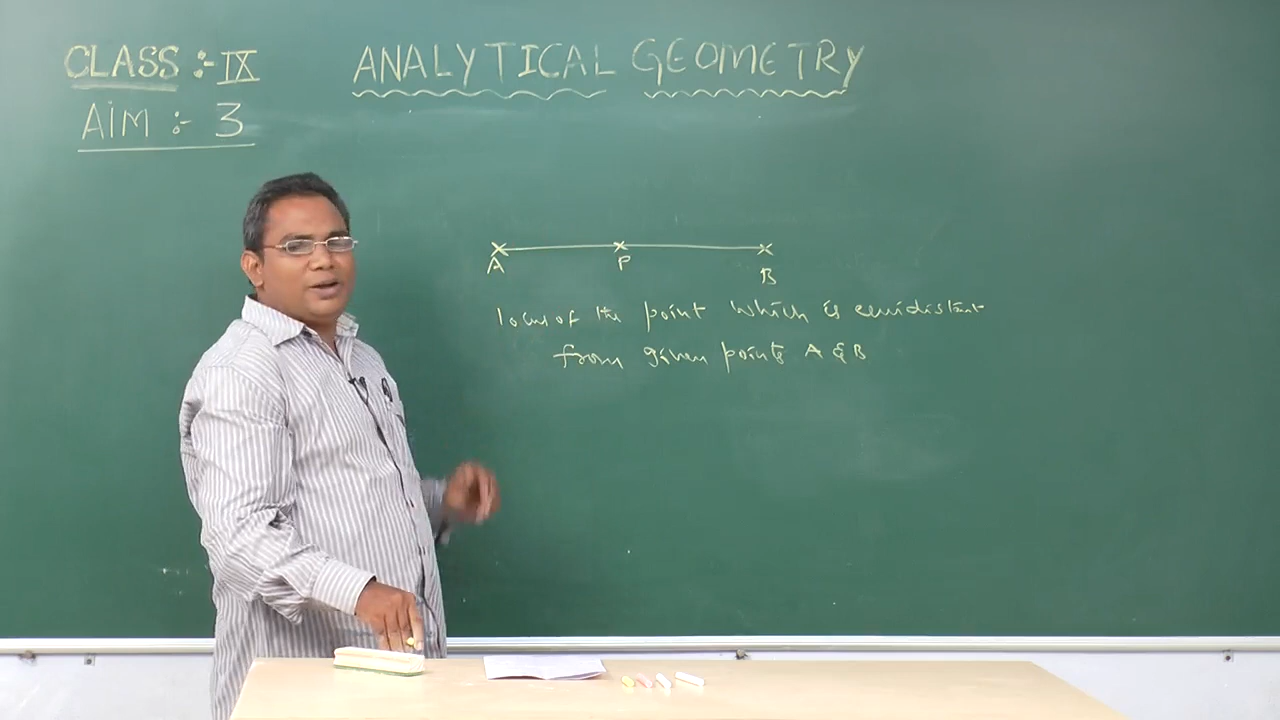 CLASS :- IX
ANALYTICAL GEOMETRY
AIM :- 3
A P B
locus of the point which is equidistant
from given points A & B